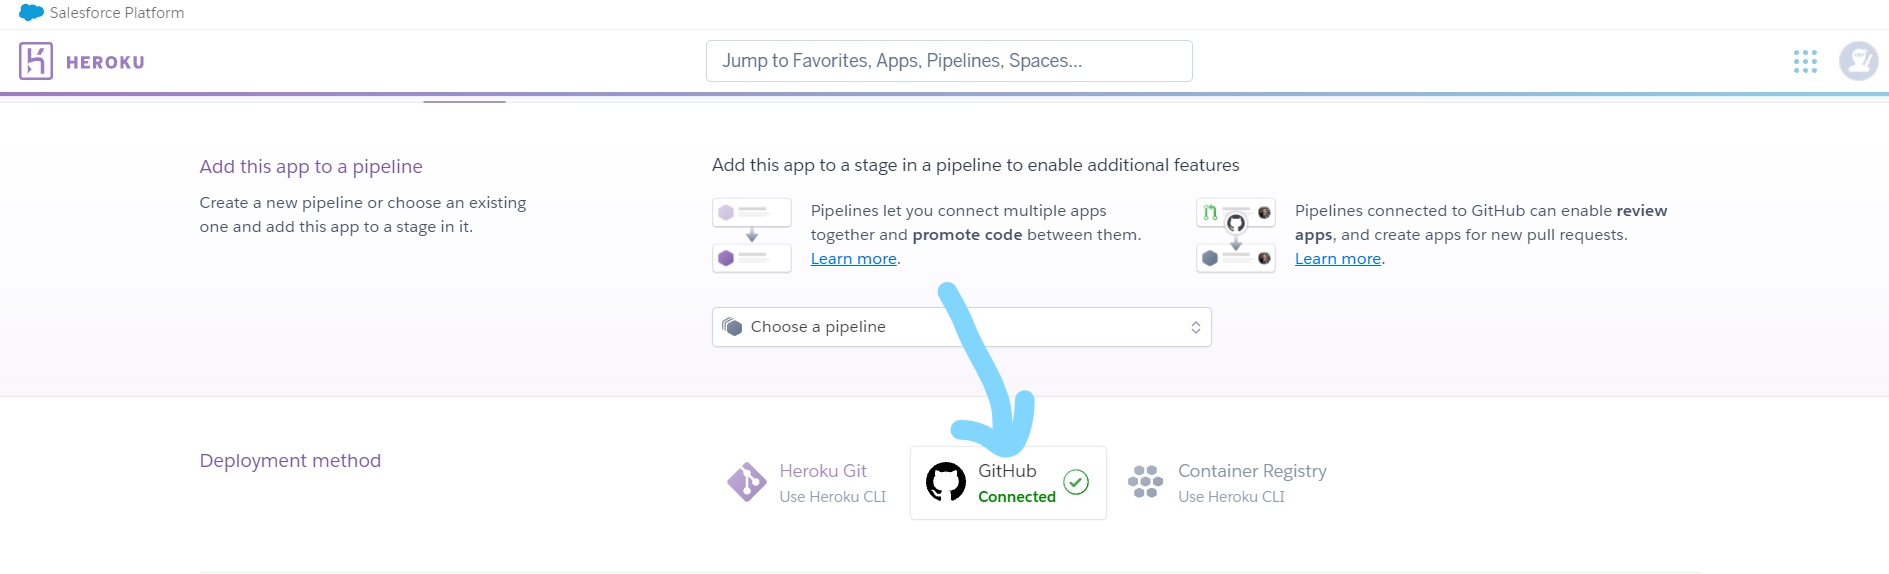 Salesforce Platform
HEROKU
Jump to Favorites, Apps, Pipelines, Spaces...
Add this app to a pipeline
Create a new pipeline or choose an existing
one and add this app to a stage in it.
Add this app to a stage in a pipeline to enable additional features
Pipelines let you connect multiple apps
together and promote code between them.
Learn more.
Pipelines connected to GitHub can enable review
apps, and create apps for new pull requests.
Learn more.
Choose a pipeline
Deployment method
Heroku Git
Use Heroku CLI
GitHub
Connected
Container Registry
Use Heroku CLI